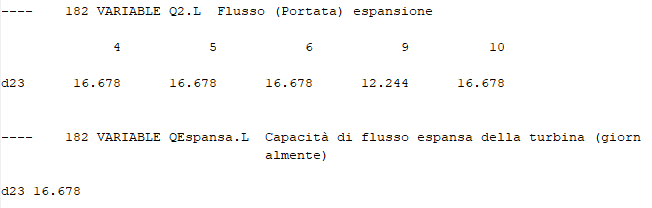 ---- 182 VARIABLE Q2.L Flusso (Portata) espansione
4 5 6 9 10
d23 16.678 16.678 16.678 12.244 16.678
---- 182 VARIABLE QEspansa.L Capacità di flusso espansa della turbina (giorn
almente)
d23 16.678